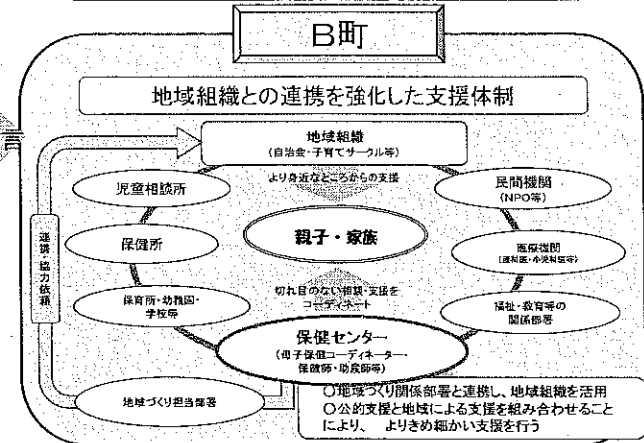 B町
地域組織との連携を強化した支援体制
地域組織
(自治会・子育てサークル等)
より身近なところからの支援
児童相談所
民間機関
(NPO等)
保健所
親子・家族
医療機関
(産科医・小児科医等)
連携・協力依頼
保育所・幼稚園・
学校等
切れ目のない相談・支援を
コーディネート
福祉・教育等の
関係部署
保健センター
(母子保健コーディネーター・
保健師・助産師等)
地域づくり担当部署
○地域づくり関係部署と連携し、地域組織を活用
○公的支援と地域による支援を組み合わせること
により、 よりきめ細かい支援を行う